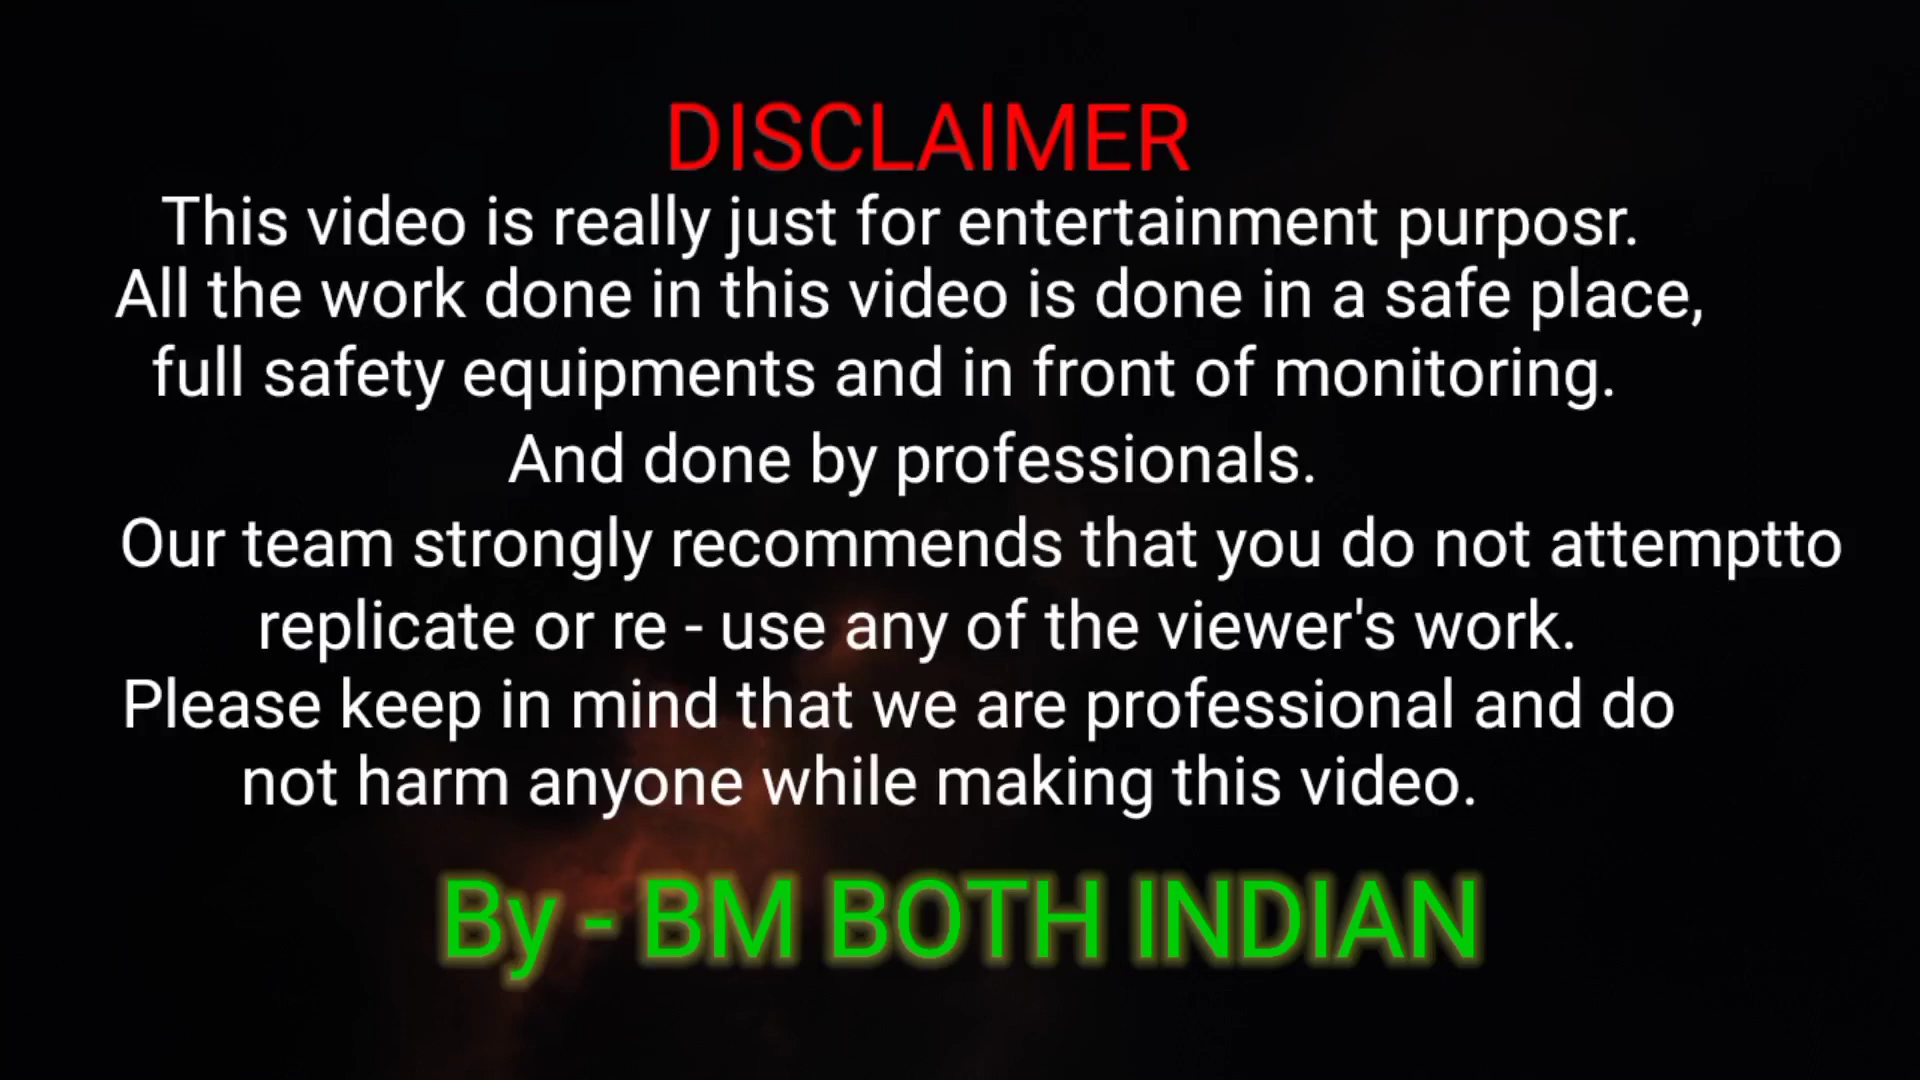 DISCLAIMER
This video is really just for entertainment purposr.
All the work done in this video is done in a safe place,
full safety equipments and in front of monitoring.
And done by professionals.
Our team strongly recommends that you do not attemptto
replicate or re - use any of the viewer's work.
Please keep in mind that we are professional and do
not harm anyone while making this video.
By - BM BOTH INDIAN